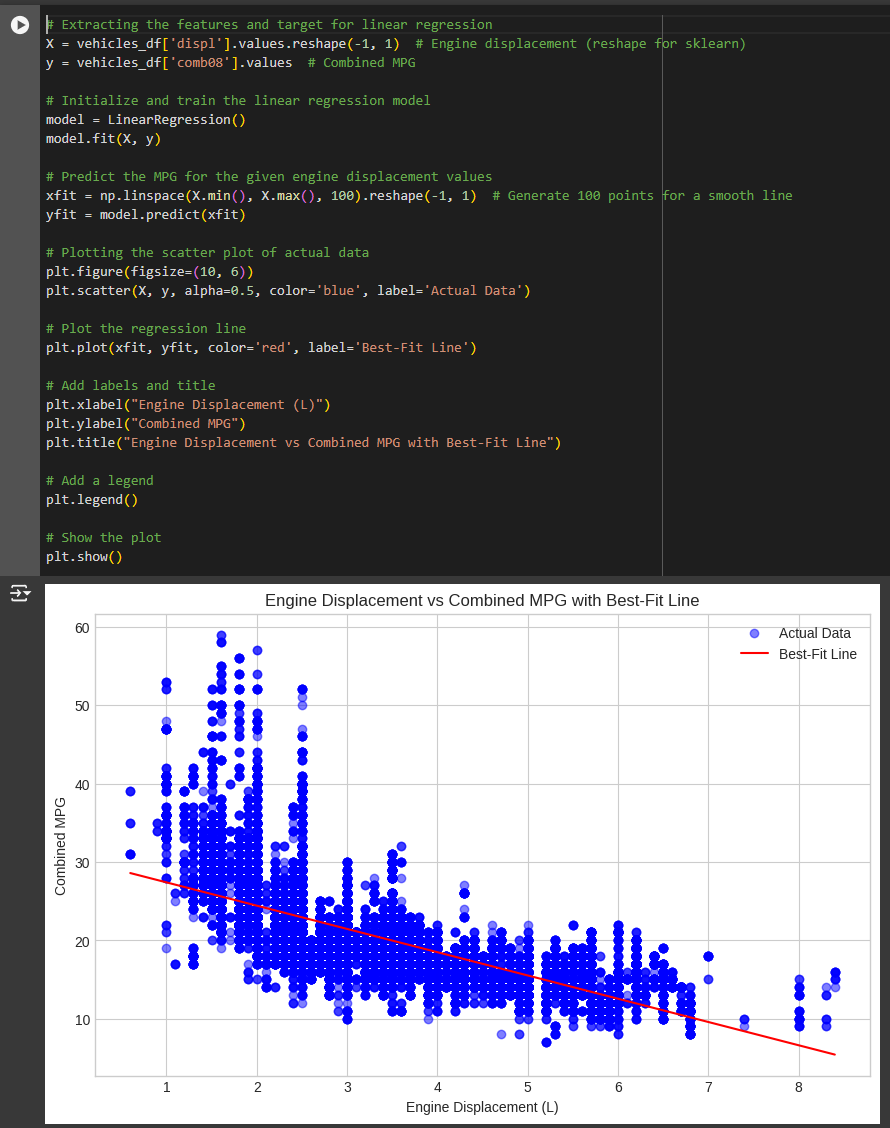 # Extracting the features and target for linear regression
X = vehicles_df['displ'].values.reshape(-1, 1)  # Engine displacement (reshape for sklearn)
y = vehicles_df['comb08'].values  # Combined MPG
# Initialize and train the linear regression model
model = LinearRegression()
model.fit(X, y)
# Predict the MPG for the given engine displacement values
xfit = np.linspace(X.min(), X.max(), 100).reshape(-1, 1)  # Generate 100 points for a smooth line
yfit = model.predict(xfit)
# Plotting the scatter plot of actual data
plt.figure(figsize=(10, 6))
plt.scatter(X, y, alpha=0.5, color='blue', label='Actual Data')
# Plot the regression line
plt.plot(xfit, yfit, color='red', label='Best-Fit Line')
# Add labels and title
plt.xlabel("Engine Displacement (L)")
plt.ylabel("Combined MPG")
plt.title("Engine Displacement vs Combined MPG with Best-Fit Line")
# Add a legend
plt.legend()
# Show the plot
plt.show()
Engine Displacement vs Combined MPG with Best-Fit Line
Actual Data
Best-Fit Line
60
50
40
30
20
10
Combined MPG
1 2 3 4 5 6 7 8
Engine Displacement (L)